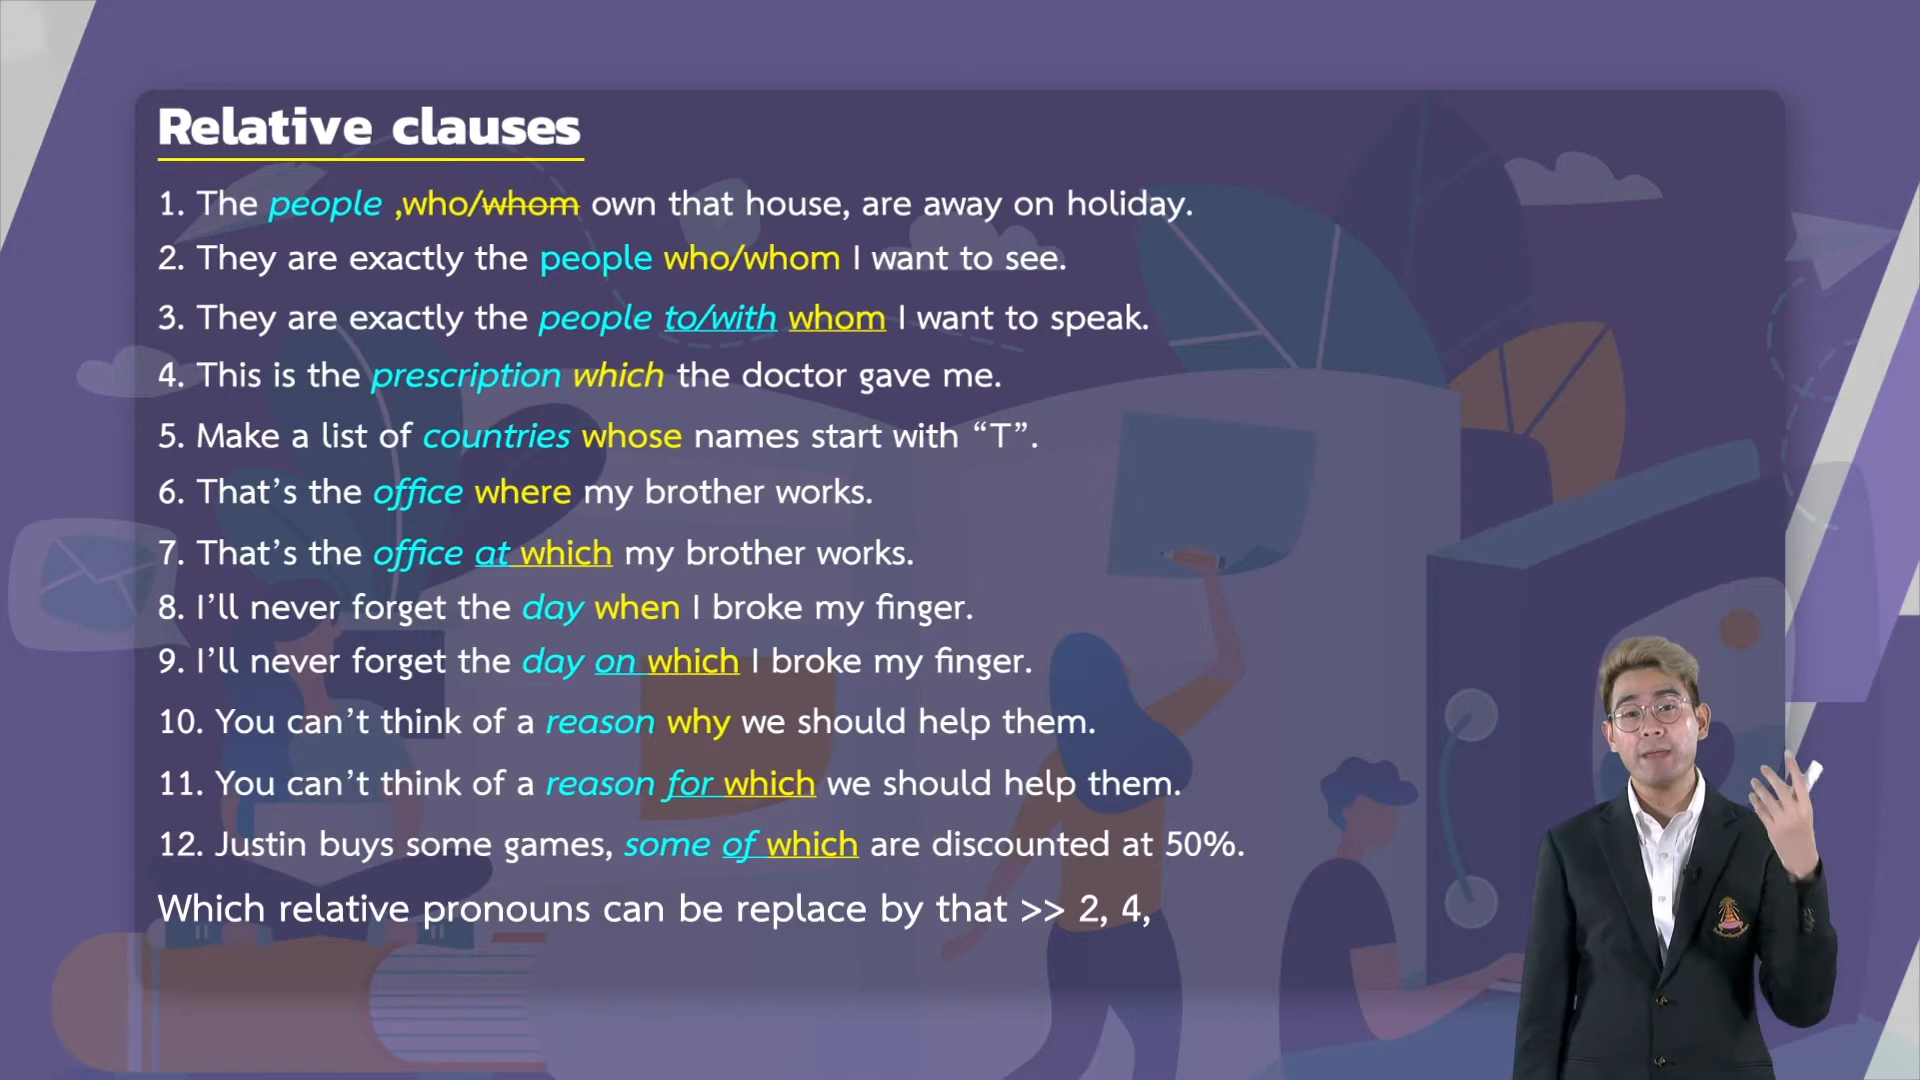 Relative clauses
1. The people ,who/whom own that house, are away on holiday.
2. They are exactly the people who/whom I want to see.
3. They are exactly the people to/with whom I want to speak.
4. This is the prescription which the doctor gave me.
5. Make a list of countries whose names start with “T”.
6. That’s the office where my brother works.
7. That’s the office at which my brother works.
8. I’ll never forget the day when I broke my finger.
9. I’ll never forget the day on which I broke my finger.
10. You can’t think of a reason why we should help them.
11. You can’t think of a reason for which we should help them.
12. Justin buys some games, some of which are discounted at 50%.
Which relative pronouns can be replace by that >> 2, 4,